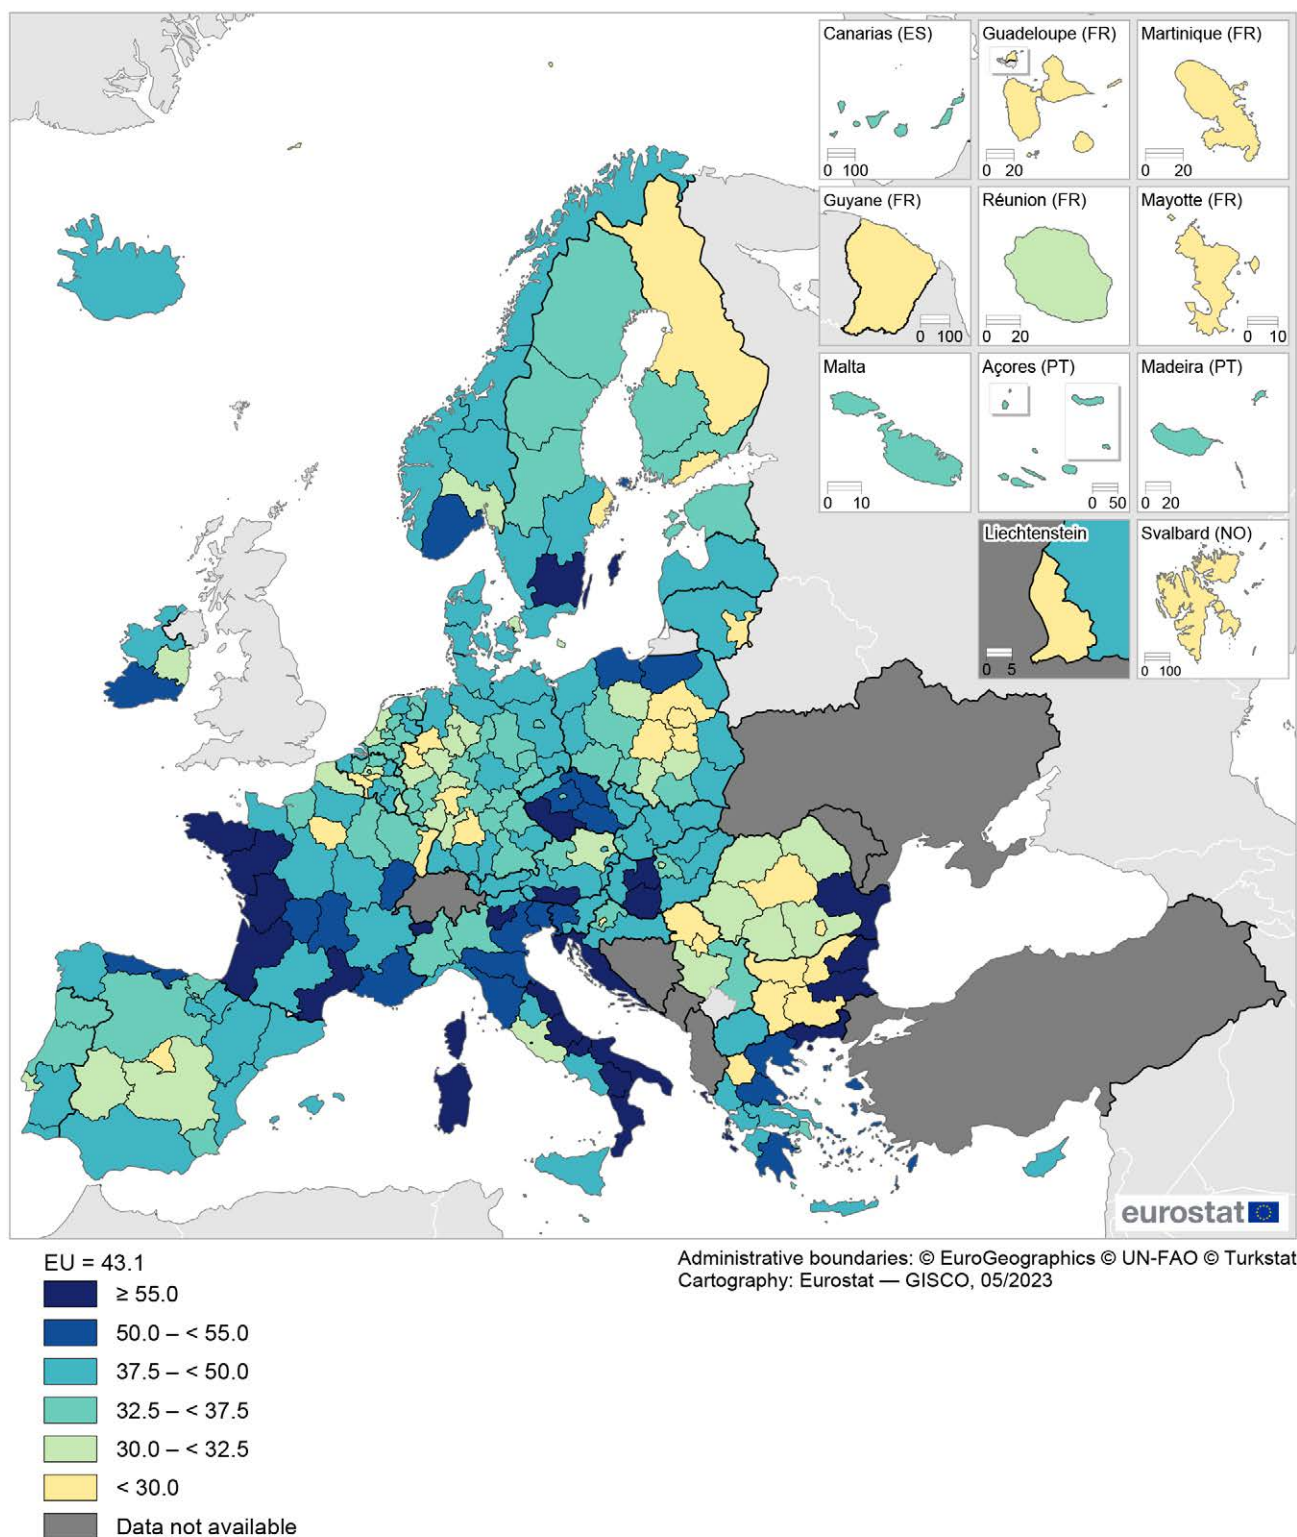 Canarias (ES)
0 100
Guadeloupe (FR)
0 20
Martinique (FR)
0 20
Guyane (FR)
0 100
Réunion (FR)
0 20
Mayotte (FR)
0 10
Malta
0 10
Açores (PT)
0 50
Madeira (PT)
0 20
Liechtenstein
0 5
Svalbard (NO)
0 100
eurostat
EU = 43.1
≥ 55.0
50.0 – < 55.0
37.5 – < 50.0
32.5 – < 37.5
30.0 – < 32.5
< 30.0
Data not available
Administrative boundaries: © EuroGeographics © UN-FAO © Turkstat
Cartography: Eurostat — GISCO, 05/2023